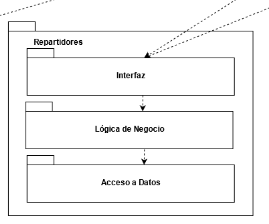 Repartidores
Interfaz
Lógica de Negocio
Acceso a Datos